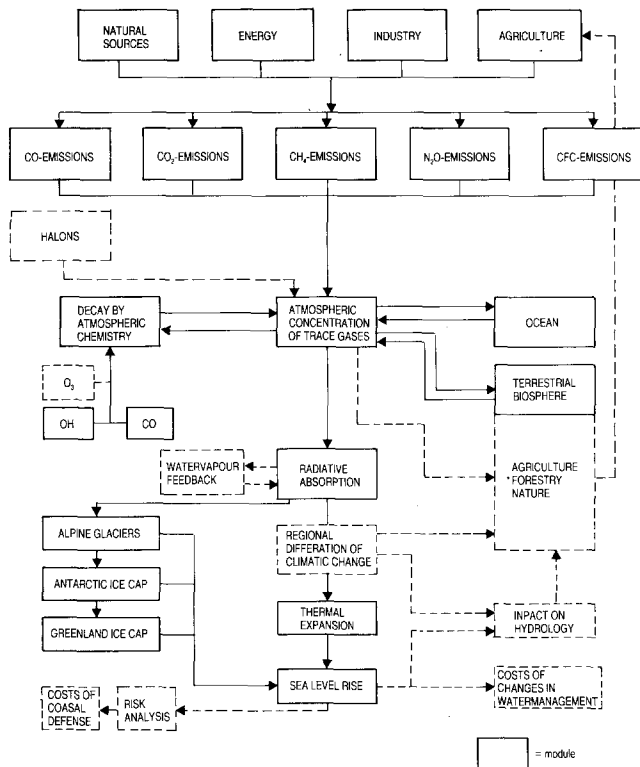 NATURAL
SOURCES
ENERGY
INDUSTRY
AGRICULTURE
CO-EMISSIONS
CO₂-EMISSIONS
CH₄-EMISSIONS
N₂O-EMISSIONS
CFC-EMISSIONS
HALONS
DECAY BY
ATMOSPHERIC
CHEMISTRY
ATMOSPHERIC
CONCENTRATION
OF TRACE GASES
OCEAN
O₃
OH
CO
TERRESTRIAL
BIOSPHERE
WATERVAPOUR
FEEDBACK
RADIATIVE
ABSORPTION
AGRICULTURE
FORESTRY
NATURE
ALPINE GLACIERS
REGIONAL
DIFFERATION OF
CLIMATIC CHANGE
ANTARCTIC ICE CAP
THERMAL
EXPANSION
INPACT ON
HYDROLOGY
GREENLAND ICE CAP
SEA LEVEL RISE
COSTS OF
CHANGES IN
WATERMANAGEMENT
COSTS OF
COASAL
DEFENSE
RISK
ANALYSIS
= module